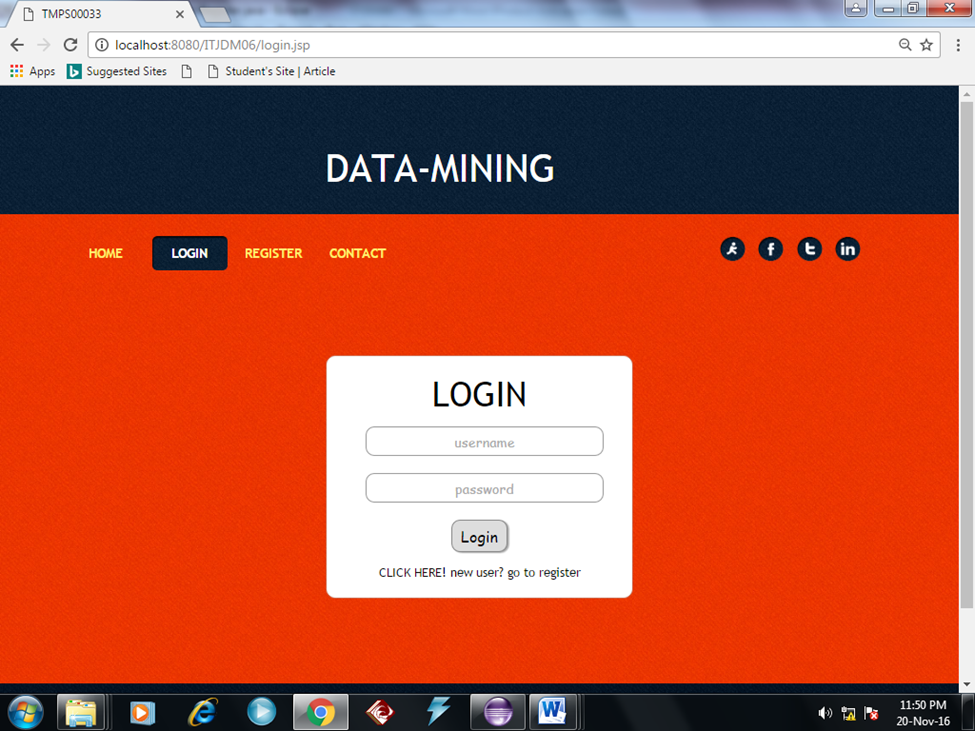 TMPS00033
localhost:8080/ITJDM06/login.jsp
Apps Suggested Sites Student's Site | Article
DATA-MINING
HOME LOGIN REGISTER CONTACT
LOGIN
username
password
Login
CLICK HERE! new user? go to register
11:50 PM
20-Nov-16